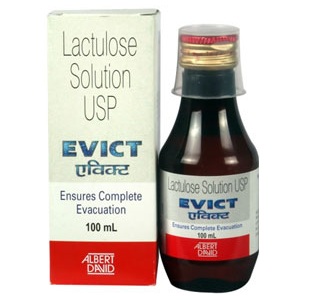 Lactulose
Solution
USP
EVICT
एविक्ट
Ensures Complete
Evacuation
100 mL
ALBERT
DAVID
Lactulose Solution USP
EVICT
एविक्ट
Ensures Complete Evacuation
100 mL
ALBERT
DAVID